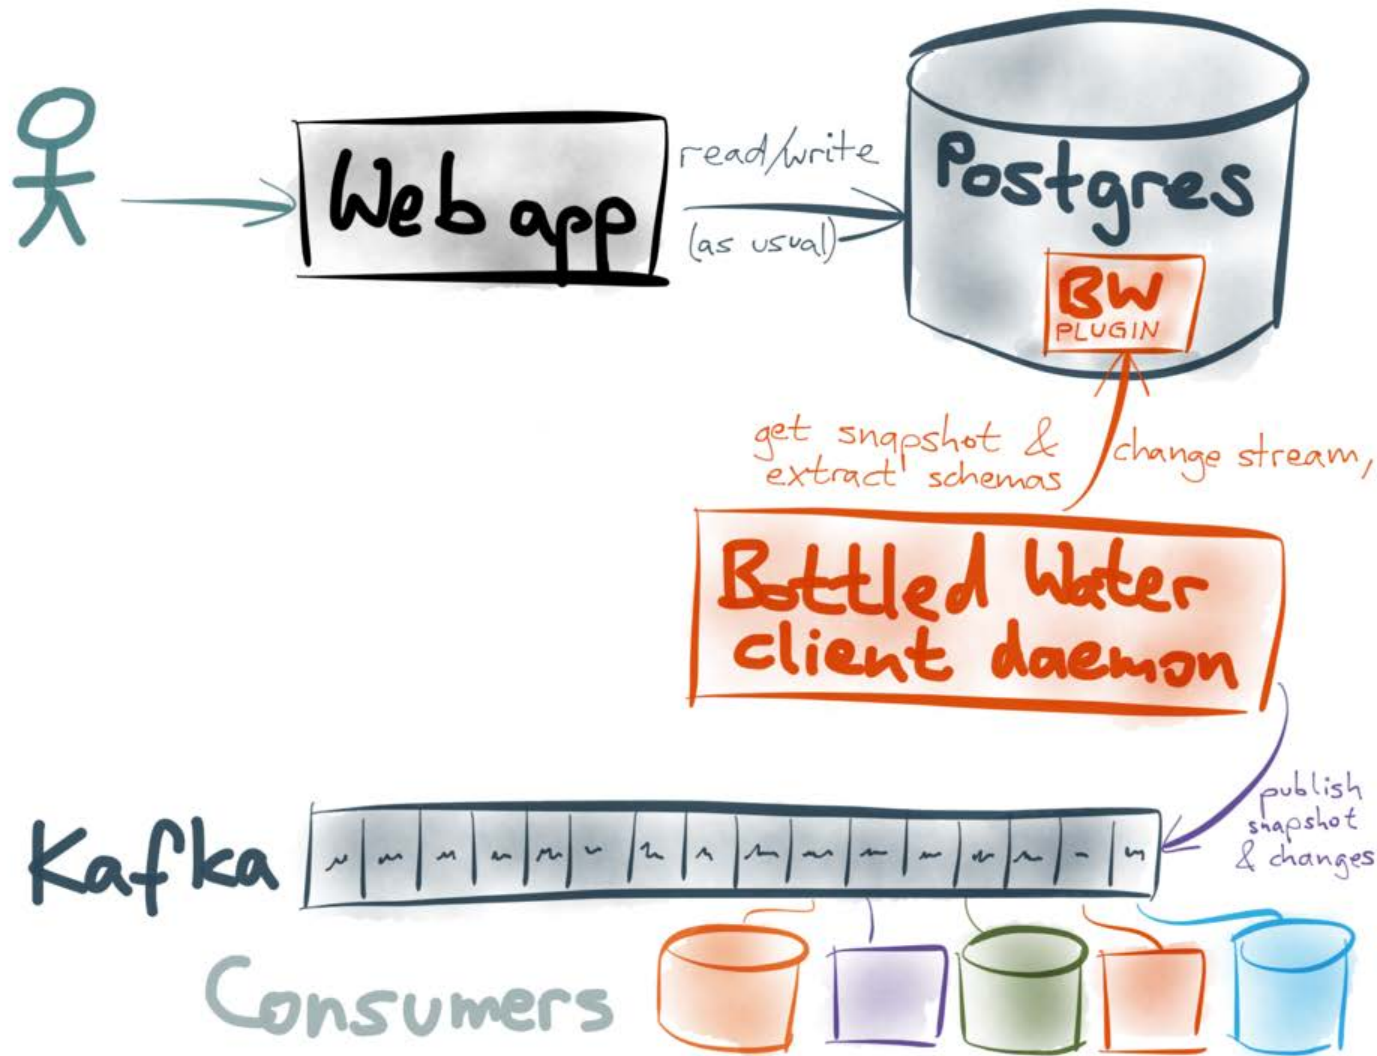 Web app
read/write
(as usual)
Postgres
BW
PLUGIN
get snapshot &
extract schemas
change stream,
Bottled Water
client daemon
publish
snapshot
& changes
Kafka
Consumers